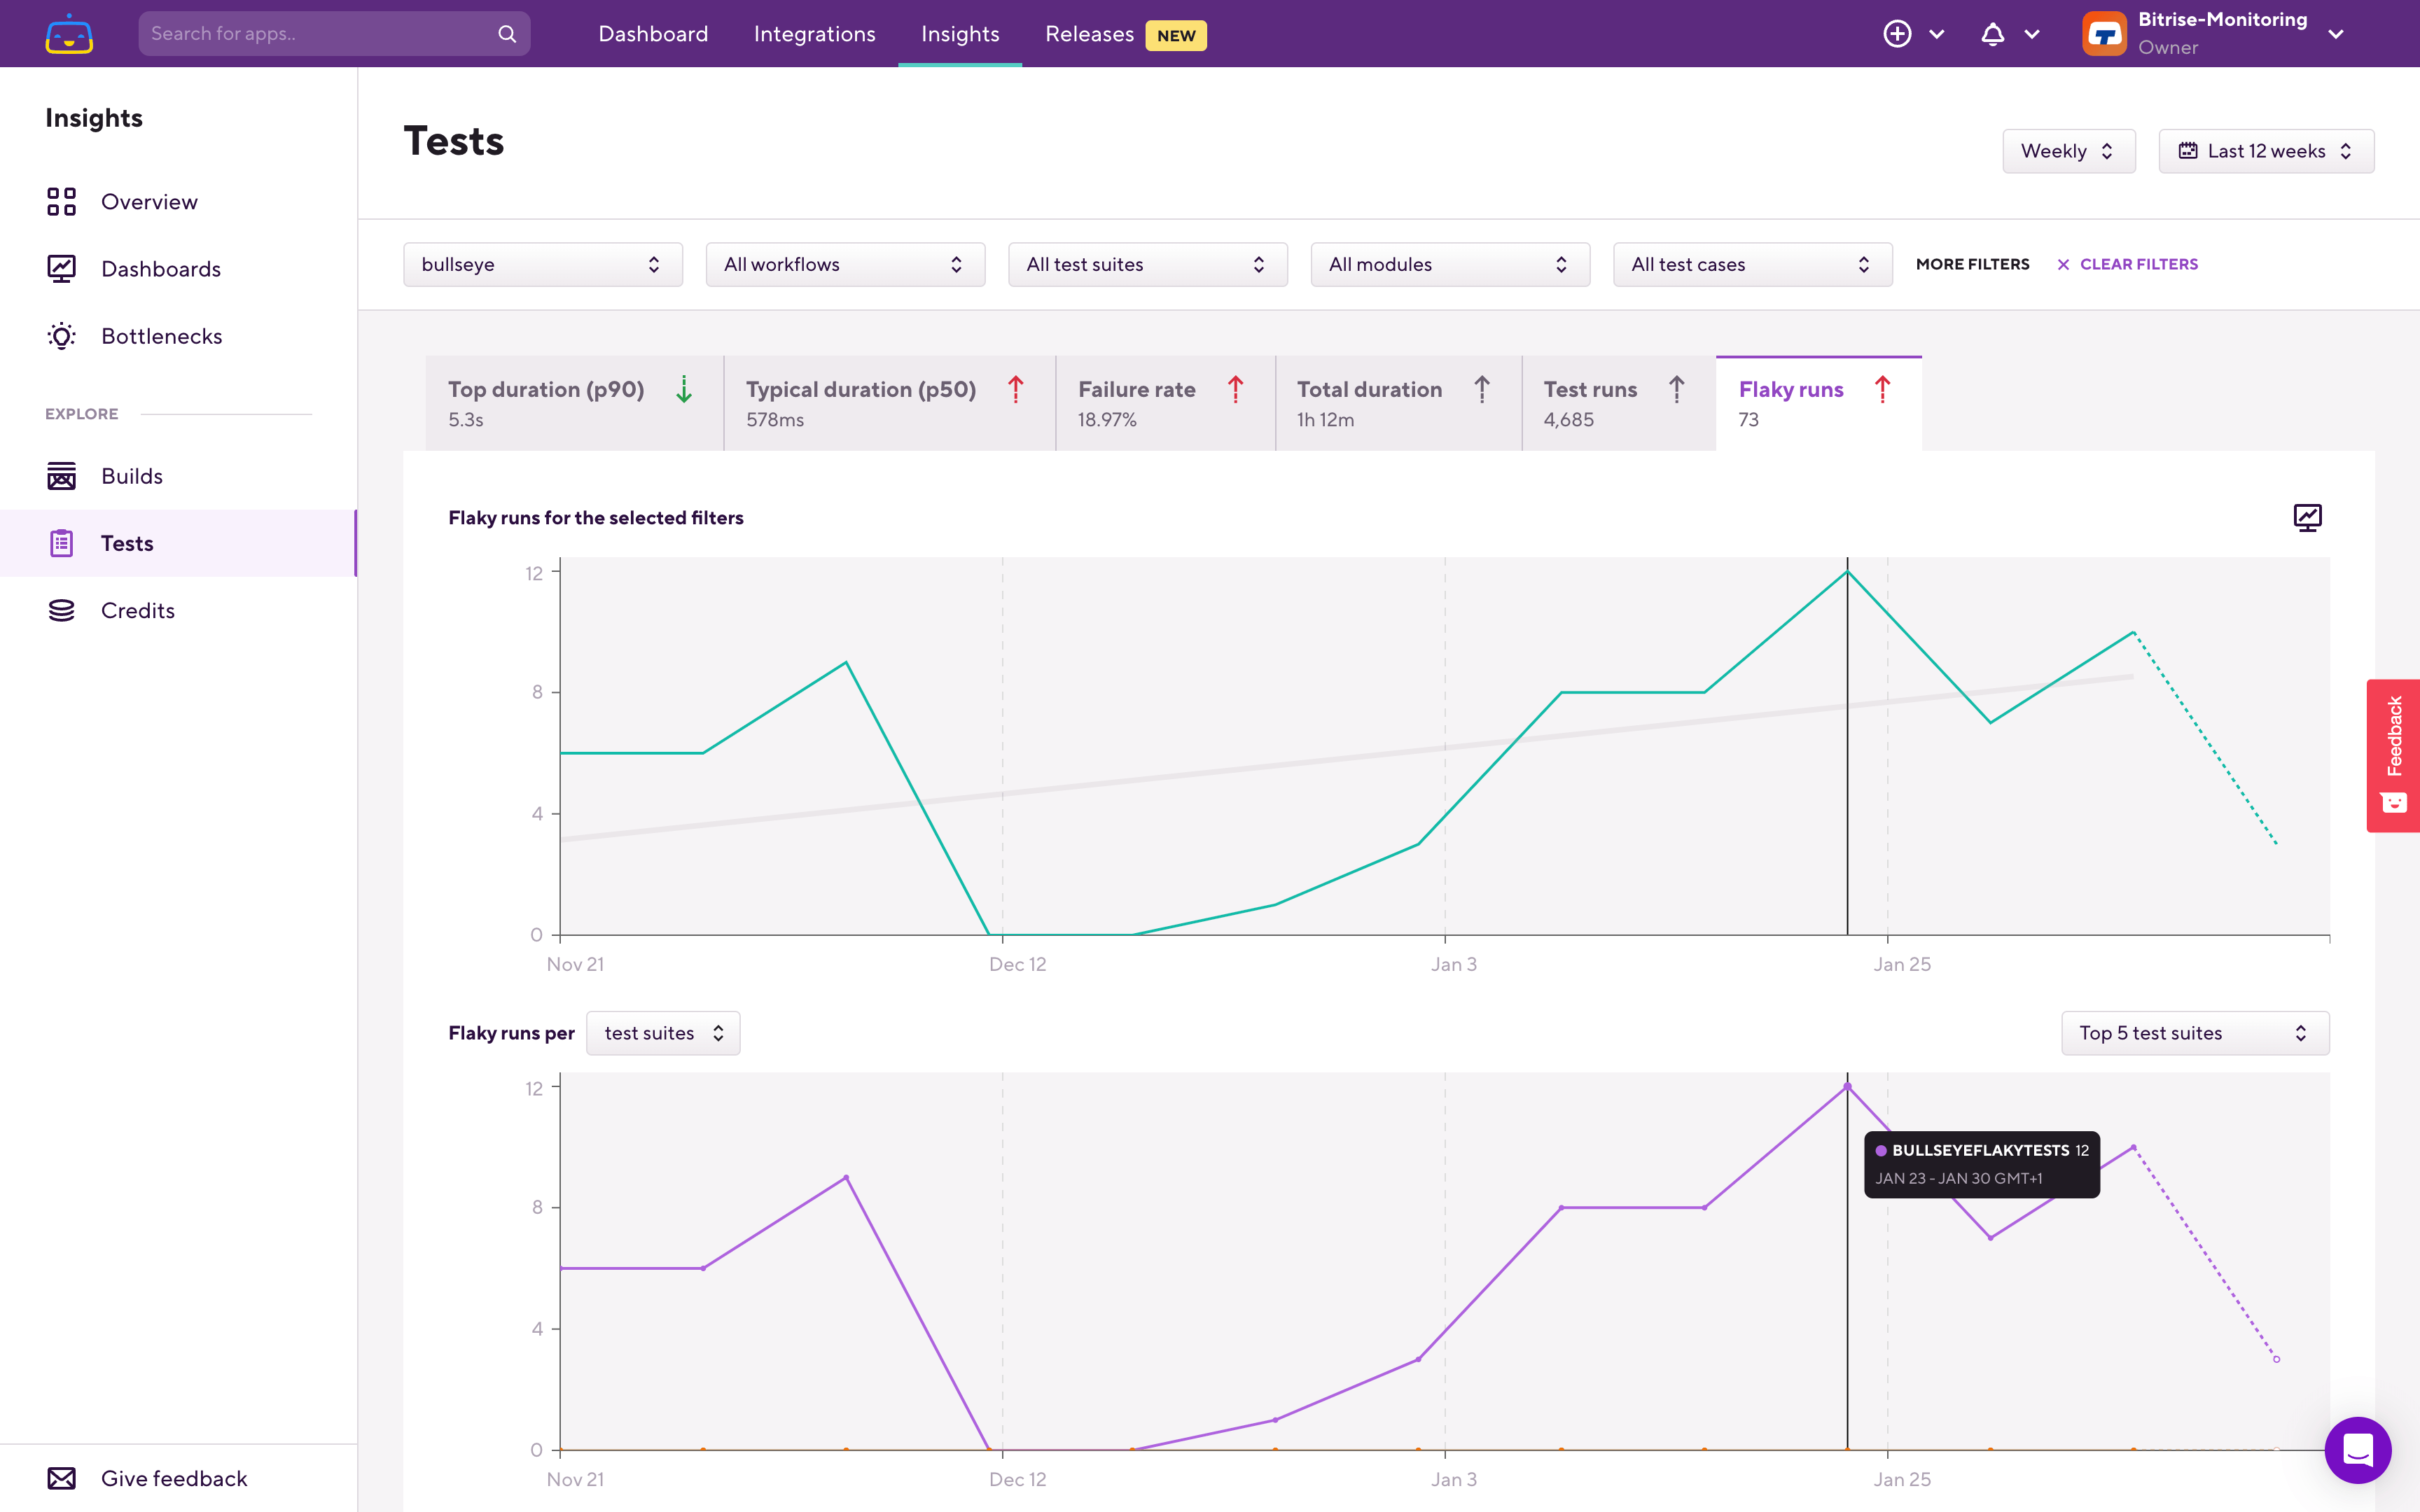 Search for apps..
Dashboard
Integrations
Insights
Releases NEW
Bitrise-Monitoring
Owner
Insights
Overview
Dashboards
Bottlenecks
EXPLORE
Builds
Tests
Credits
Give feedback
Tests
Weekly
Last 12 weeks
bullseye
All workflows
All test suites
All modules
All test cases
MORE FILTERS
CLEAR FILTERS
Top duration (p90)
5.3s
Typical duration (p50)
578ms
Failure rate
18.97%
Total duration
1h 12m
Test runs
4,685
Flaky runs
73
Flaky runs for the selected filters
12
8
4
0
Nov 21
Dec 12
Jan 3
Jan 25
Flaky runs per test suites
Top 5 test suites
12
8
4
0
BULLSEYEFLAKYTESTS 12
JAN 23 - JAN 30 GMT+1
Nov 21
Dec 12
Jan 3
Jan 25
Feedback